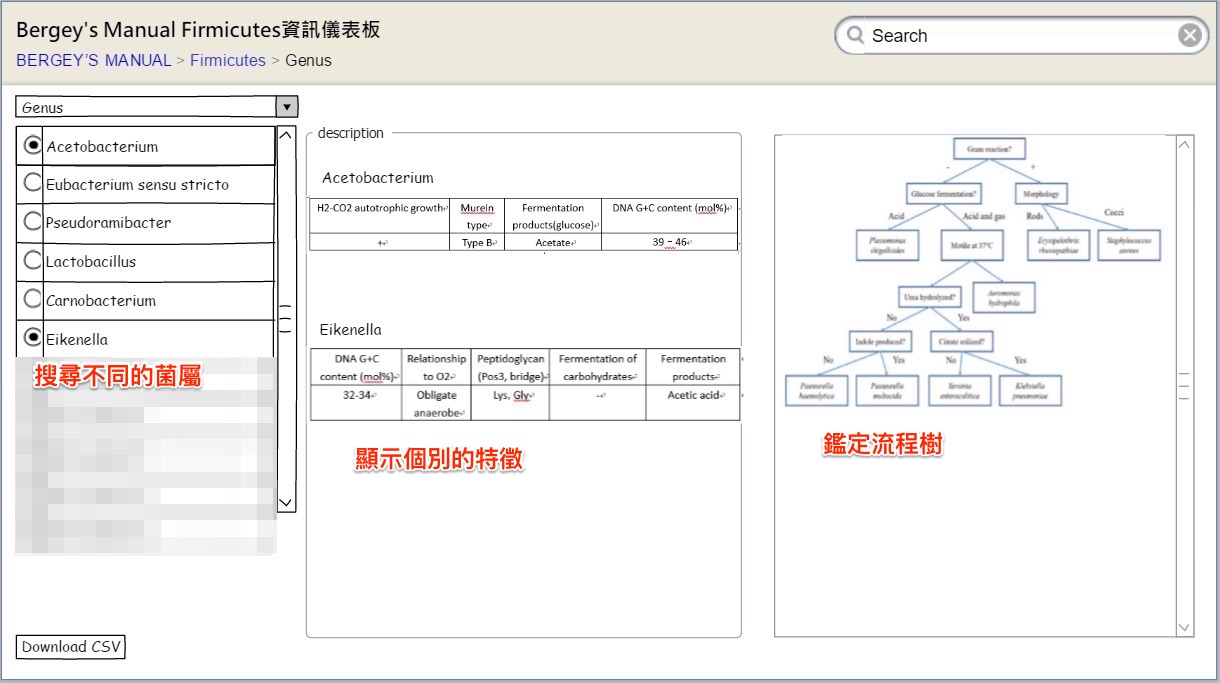 Bergey's Manual Firmicutes資訊儀表板
BERGEY'S MANUAL > Firmicutes > Genus
Search
Genus
Acetobacterium
Eubacterium sensu stricto
Pseudoramibacter
Lactobacillus
Carnobacterium
Eikenella
搜尋不同的菌屬
Download CSV
description
Acetobacterium
H2-CO2 autotrophic growth
Murein
type
Fermentation
products(glucose)
DNA G+C content (mol%)
+
Type B
Acetate
39 – 46
Eikenella
DNA G+C
content (mol%)
Relationship
to O2
Peptidoglycan
(Pos3, bridge)
Fermentation of
carbohydrates
Fermentation
products
32-34
Obligate
anaerobe
Lys, Gly
--
Acetic acid
顯示個別的特徵
Gram reaction?
-
+
Glucose fermentation?
Morphology
Acid
Acid and gas
Rods
Cocci
Plesiomonas
shigelloides
Motile at 37°C
Erysipelothrix
rhusiopathiae
Staphylococcus
aureus
Urea hydrolyzed?
Aeromonas
hydrophila
No
Yes
Indole produced?
Citrate utilized?
No
Yes
No
Yes
Pasteurella
haemolytica
Pasteurella
multocida
Yersinia
enterocolitica
Klebsiella
pneumoniae
鑑定流程樹